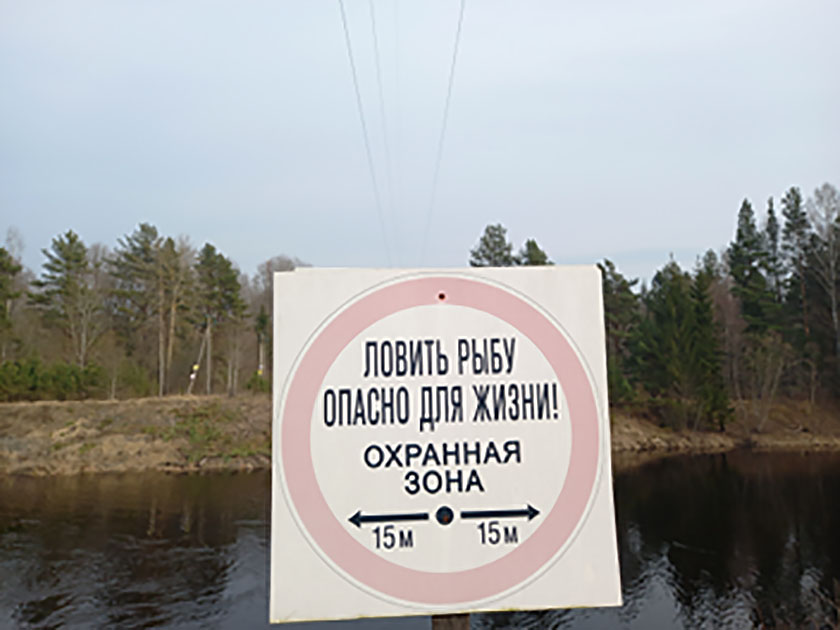 ЛОВИТЬ РЫБУ
ОПАСНО ДЛЯ ЖИЗНИ!
ОХРАННАЯ
ЗОНА
15м 15м